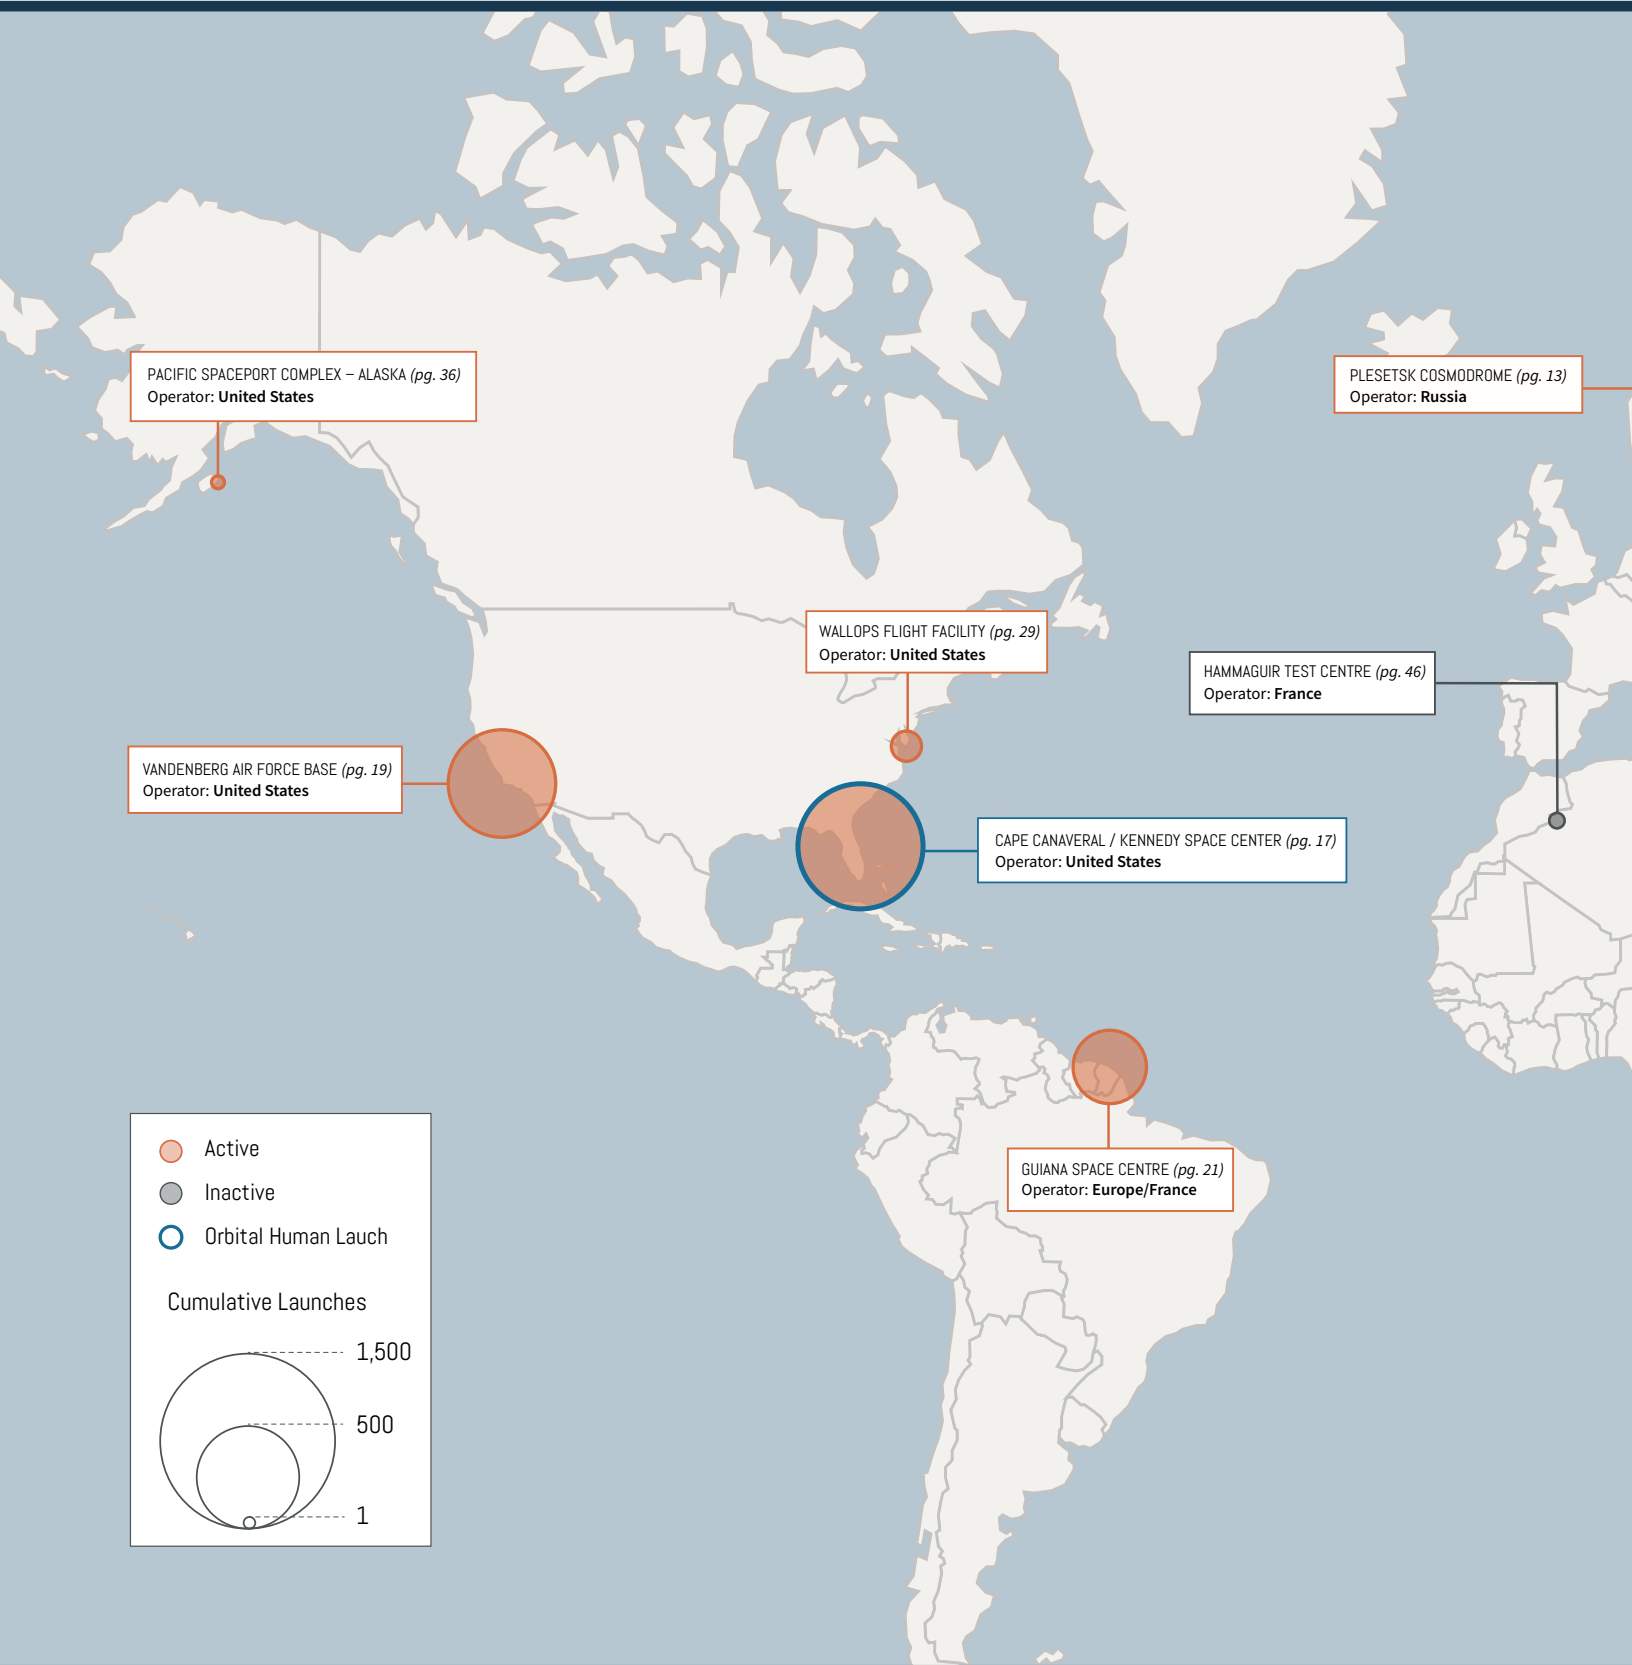 PACIFIC SPACEPORT COMPLEX – ALASKA (pg. 36)
Operator: United States
PLESETSK COSMODROME (pg. 13)
Operator: Russia
WALLOPS FLIGHT FACILITY (pg. 29)
Operator: United States
HAMMAGUIR TEST CENTRE (pg. 46)
Operator: France
VANDENBERG AIR FORCE BASE (pg. 19)
Operator: United States
CAPE CANAVERAL / KENNEDY SPACE CENTER (pg. 17)
Operator: United States
GUIANA SPACE CENTRE (pg. 21)
Operator: Europe/France
Active
Inactive
Orbital Human Lauch
Cumulative Launches
1,500
500
1